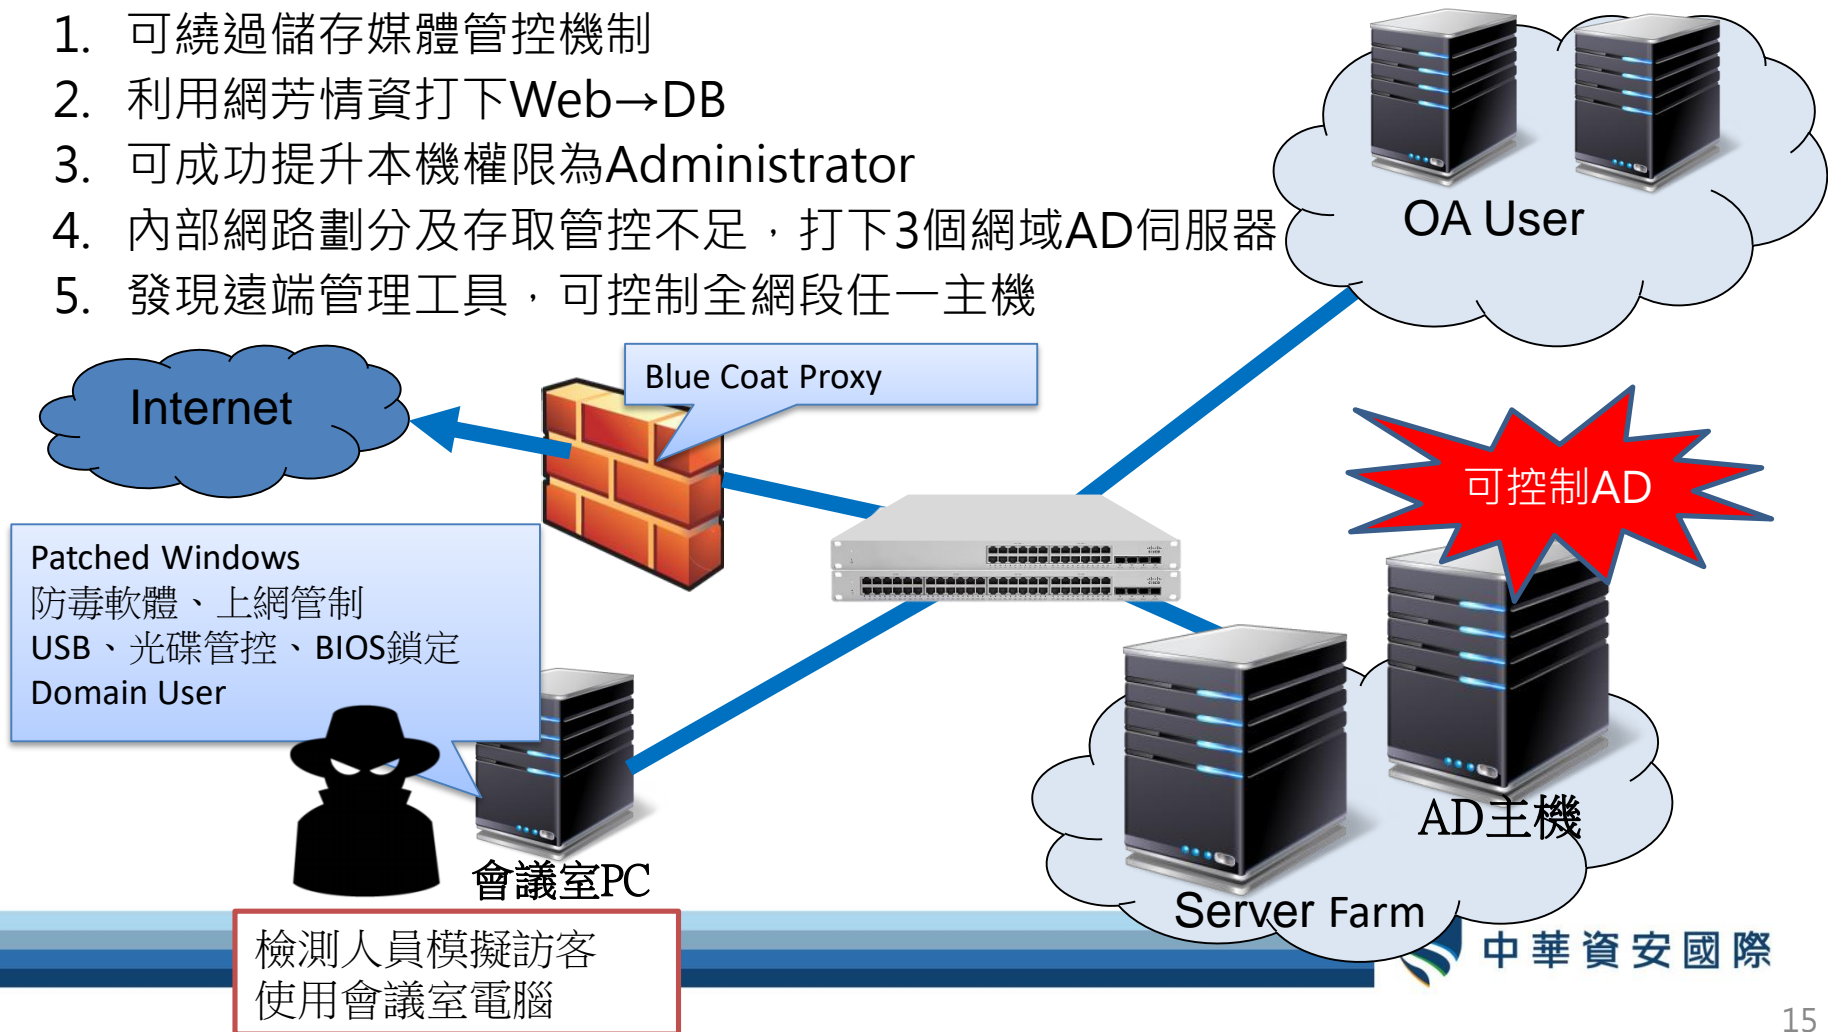 1. 可繞過儲存媒體管控機制
2. 利用網芳情資打下Web→DB
3. 可成功提升本機權限為Administrator
4. 內部網路劃分及存取管控不足，打下3個網域AD伺服器
5. 發現遠端管理工具，可控制全網段任一主機
OA User
Internet
Blue Coat Proxy
可控制AD
Patched Windows
防毒軟體、上網管制
USB、光碟管控、BIOS鎖定
Domain User
AD主機
會議室PC
Server Farm
檢測人員模擬訪客
使用會議室電腦
中華資安國際
15